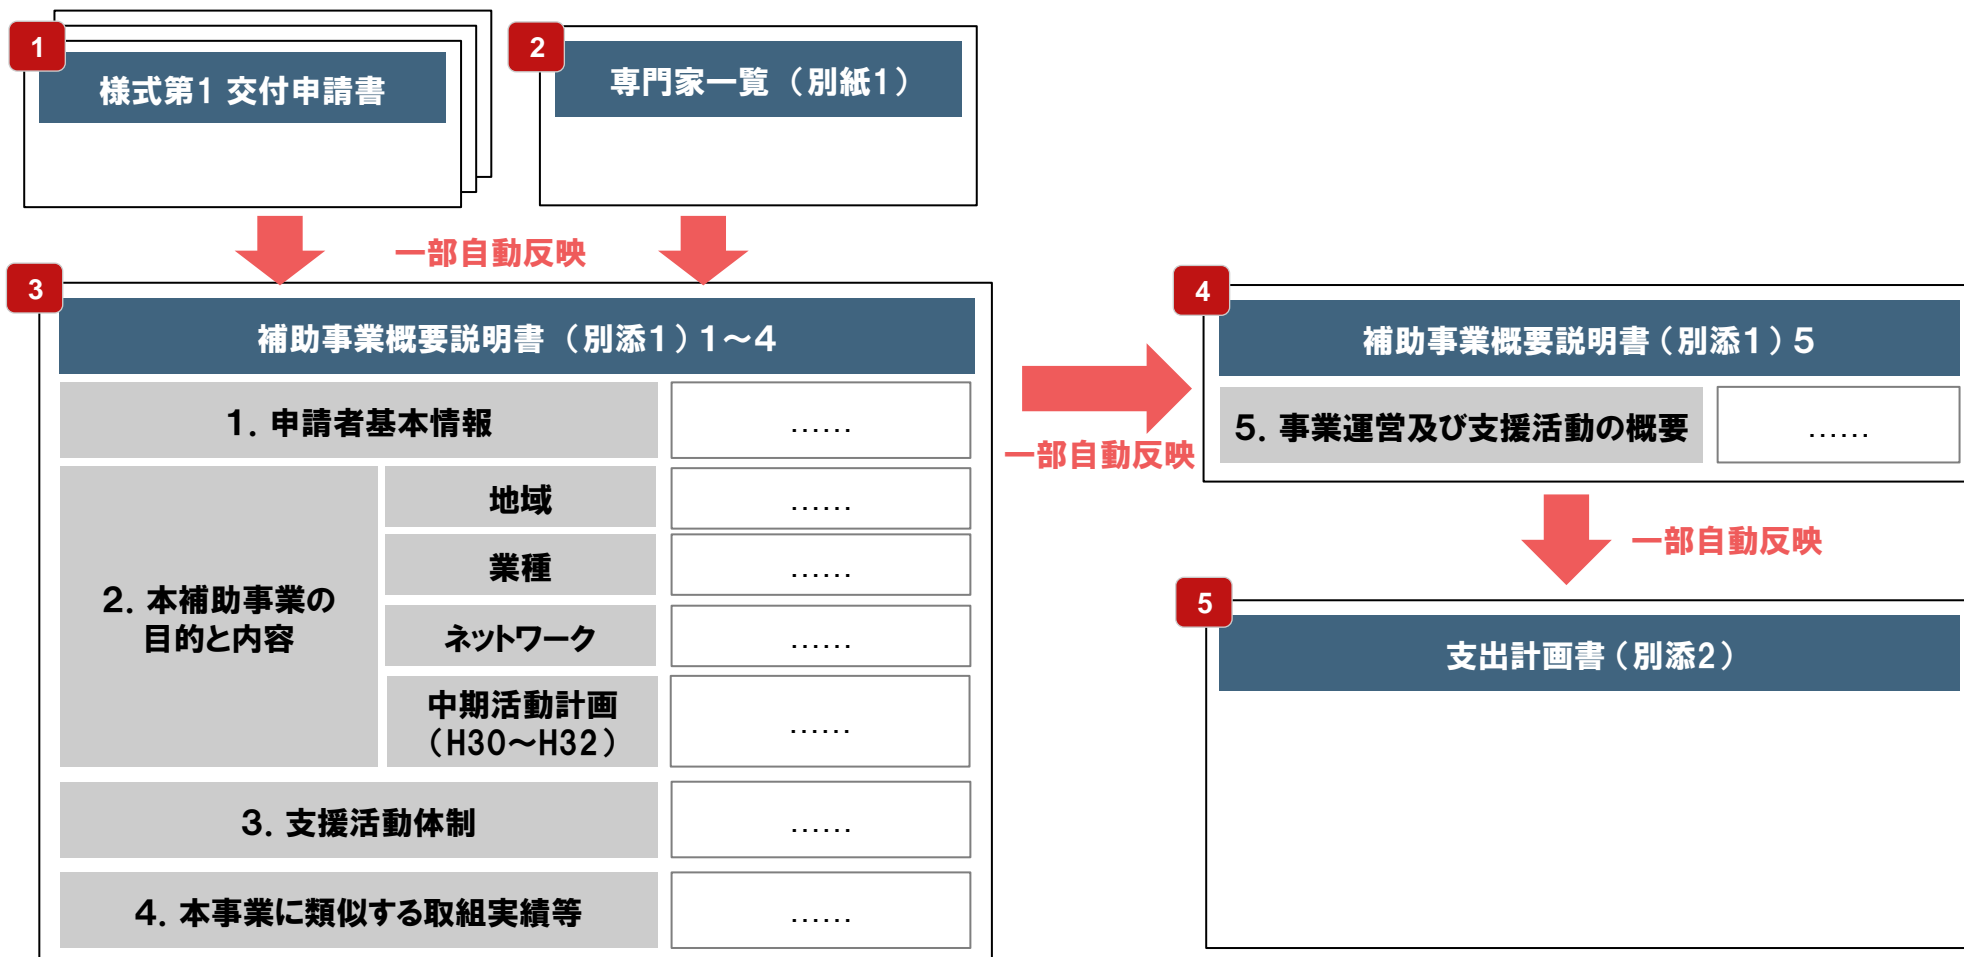 1
様式第1 交付申請書
2
専門家一覧（別紙1）
一部自動反映
3
補助事業概要説明書（別添1）1～4
1. 申請者基本情報
……
2. 本補助事業の
目的と内容
地域
……
業種
……
ネットワーク
……
中期活動計画
（H30～H32）
……
3. 支援活動体制
……
4. 本事業に類似する取組実績等
……
一部自動反映
4
補助事業概要説明書（別添1）5
5. 事業運営及び支援活動の概要
……
一部自動反映
5
支出計画書（別添2）